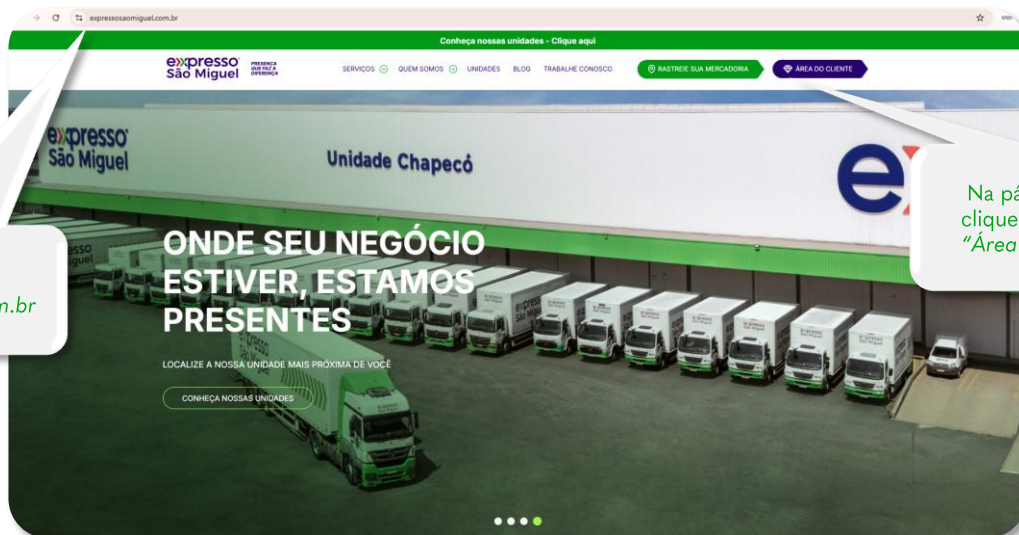 expressosaomiguel.com.br
Conheça nossas unidades - Clique aqui
expresso São Miguel
PRESENÇA QUE FAZ A DIFERENÇA
SERVIÇOS QUEM SOMOS UNIDADES BLOG TRABALHE CONOSCO RASTREIE SUA MERCADORIA ÁREA DO CLIENTE
expresso
São Miguel
Unidade Chapecó
Na pá
clique
"Área
m.br
ONDE SEU NEGÓCIO
ESTIVER, ESTAMOS
PRESENTES
LOCALIZE A NOSSA UNIDADE MAIS PRÓXIMA DE VOCÊ
CONHEÇA NOSSAS UNIDADES